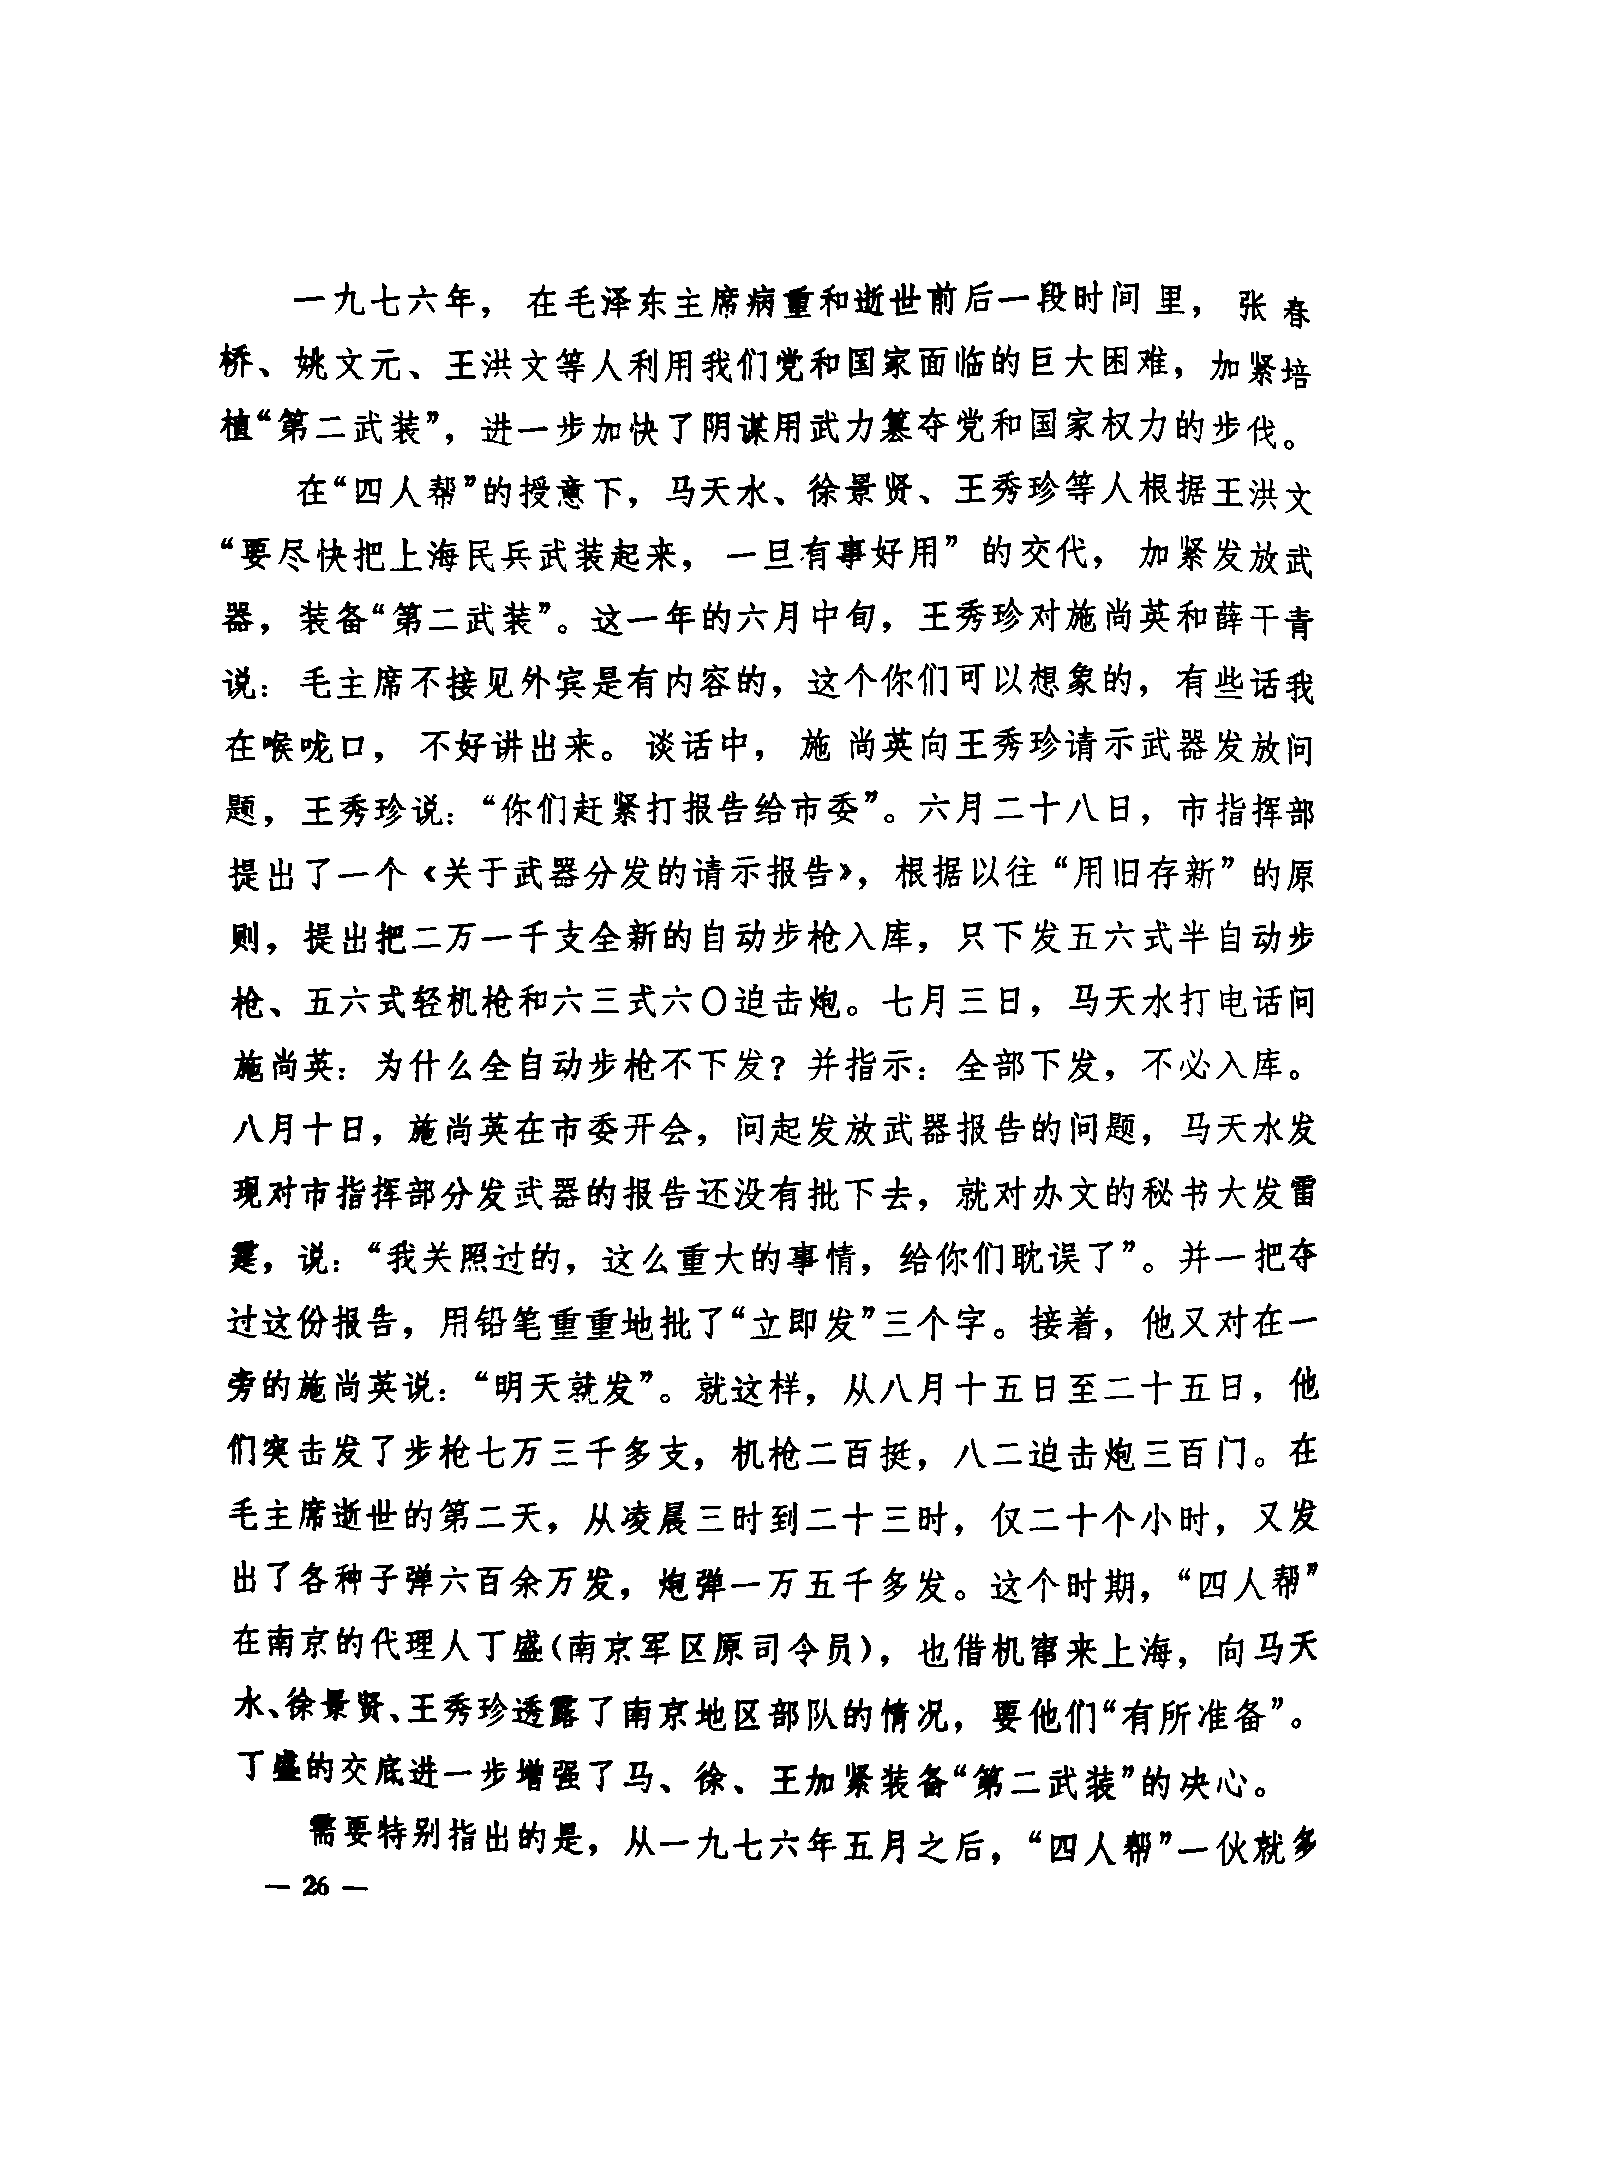 一九七六年，在毛泽东主席病重和逝世前后一段时间里，张春
桥、姚文元、王洪文等人利用我们党和国家面临的巨大困难，加紧培
植“第二武装”，进一步加快了阴谋用武力篡夺党和国家权力的步伐。
在“四人帮”的授意下，马天水、徐景贤、王秀珍等人根据王洪文
“要尽快把上海民兵武装起来，一旦有事好用”的交代，加紧发放武
器，装备“第二武装”。这一年的六月中旬，王秀珍对施尚英和薛干青
说：毛主席不接见外宾是有内容的，这个你们可以想象的，有些话我
在喉咙口，不好讲出来。谈话中，施尚英向王秀珍请示武器发放问
题，王秀珍说：“你们赶紧打报告给市委”。六月二十八日，市指挥部
提出了一个《关于武器分发的请示报告》，根据以往“用旧存新”的原
则，提出把二万一千支全新的自动步枪入库，只下发五六式半自动步
枪、五六式轻机枪和六三式六〇迫击炮。七月三日，马天水打电话问
施尚英：为什么全自动步枪不下发？并指示：全部下发，不必入库。
八月十日，施尚英在市委开会，问起发放武器报告的问题，马天水发
现对市指挥部分发武器的报告还没有批下去，就对办文的秘书大发雷
霆，说：“我关照过的，这么重大的事情，给你们耽误了”。并一把夺
过这份报告，用铅笔重重地批了“立即发”三个字。接着，他又对在一
旁的施尚英说：“明天就发”。就这样，从八月十五日至二十五日，他
们突击发了步枪七万三千多支，机枪二百挺，八二迫击炮三百门。在
毛主席逝世的第二天，从凌晨三时到二十三时，仅二十个小时，又发
出了各种子弹六百余万发，炮弹一万五千多发。这个时期，“四人帮”
在南京的代理人丁盛（南京军区原司令员），也借机窜来上海，向马天
水、徐景贤、王秀珍透露了南京地区部队的情况，要他们“有所准备”。
丁盛的交底进一步增强了马、徐、王加紧装备“第二武装”的决心。
需要特别指出的是，从一九七六年五月之后，“四人帮”一伙就多
— 26 —